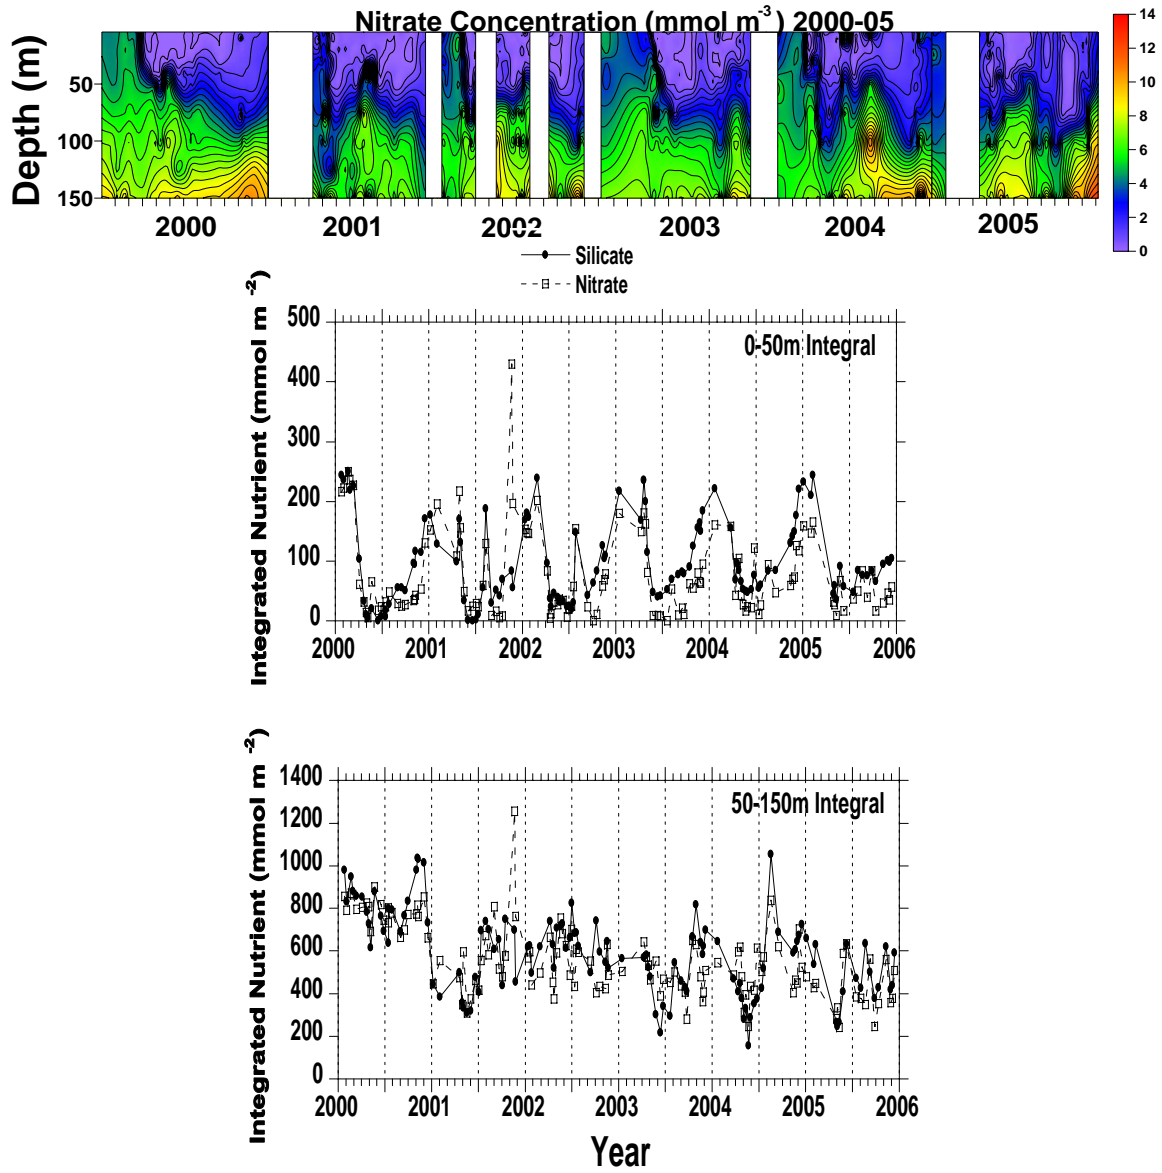 Nitrate Concentration (mmol m-3) 2000-05
Depth (m)
50
100
150
2000 2001 2002 2003 2004 2005
14
12
10
8
6
4
2
0
Silicate
Nitrate
Integrated Nutrient (mmol m -2)
0-50m Integral
500
400
300
200
100
0
2000 2001 2002 2003 2004 2005 2006
Integrated Nutrient (mmol m -2)
50-150m Integral
1400
1200
1000
800
600
400
200
0
2000 2001 2002 2003 2004 2005 2006
Year